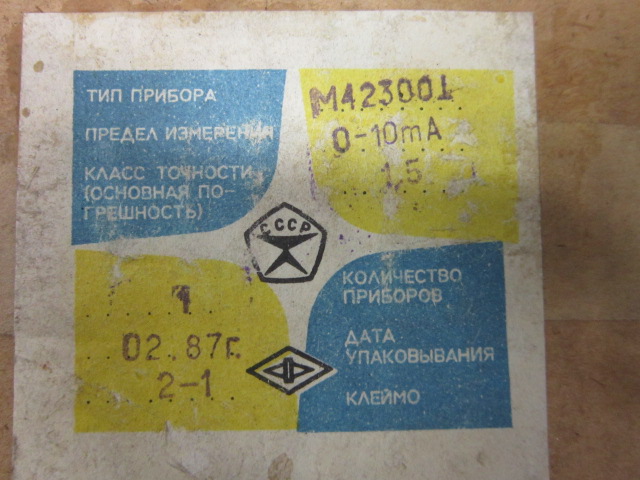 ТИП ПРИБОРА
М423001
ПРЕДЕЛ ИЗМЕРЕНИЯ
0-10mA
КЛАСС ТОЧНОСТИ
(ОСНОВНАЯ ПО-
ГРЕШНОСТЬ)
1,5
СССР
1
КОЛИЧЕСТВО
ПРИБОРОВ
02.87г.
ДАТА
УПАКОВЫВАНИЯ
2-1
КЛЕЙМО